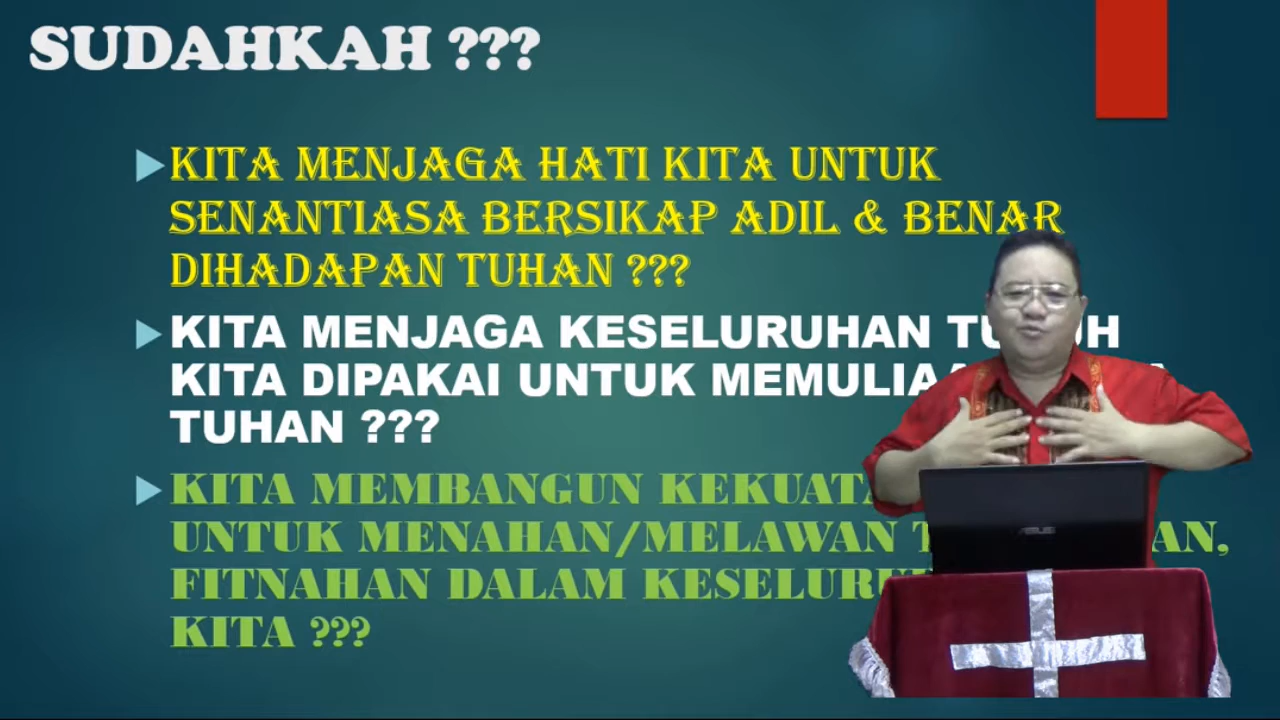 SUDAHKAH ???
KITA MENJAGA HATI KITA UNTUK
SENANTIASA BERSIKAP ADIL & BENAR
DIHADAPAN TUHAN ???
KITA MENJAGA KESELURUHAN
KITA DIPAKAI UNTUK
TUHAN ???
KITA MEMBANGUN
UNTUK MENAHAN/MELAWAN
FITNAHAN DALAM
KITA ???
ASUS